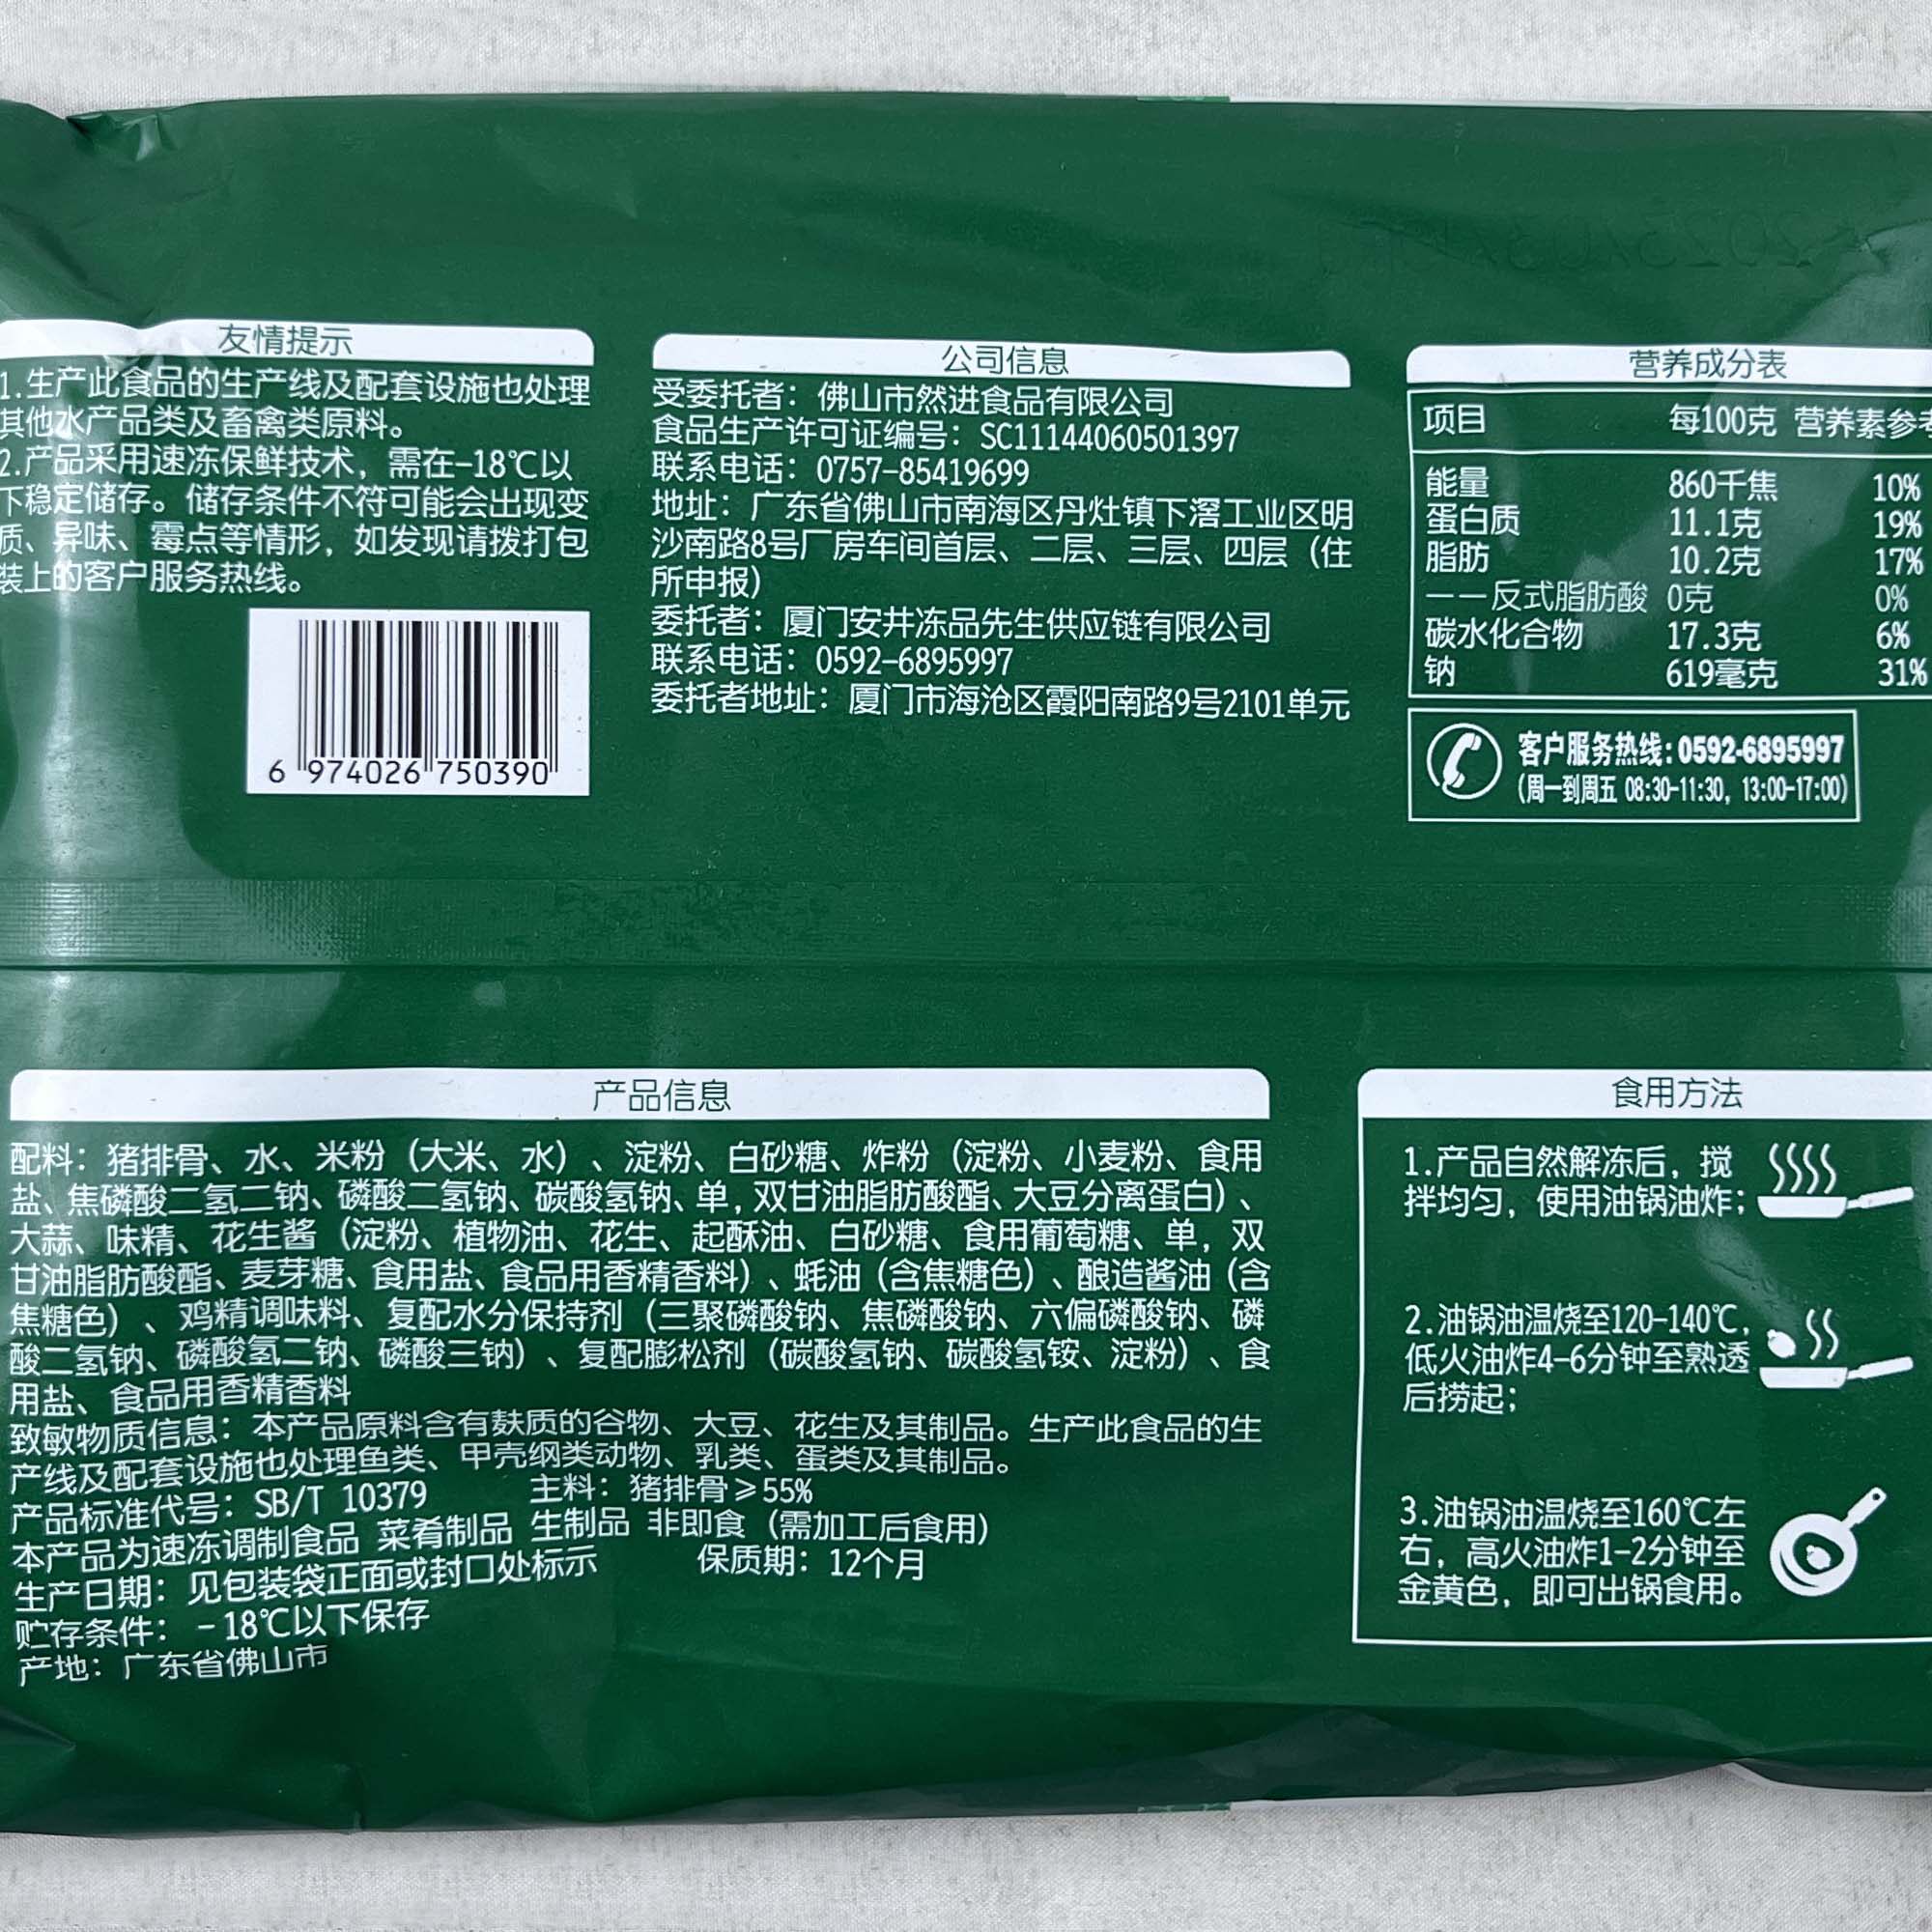 友情提示
1.生产此食品的生产线及配套设施也处理
其他水产品类及畜禽类原料。
2.产品采用速冻保鲜技术，需在-18℃以
下稳定储存。储存条件不符可能会出现变
质、异味、霉点等情形，如发现请拨打包
装上的客户服务热线。
6 974026 750390
公司信息
受委托者：佛山市然进食品有限公司
食品生产许可证编号：SC11144060501397
联系电话：0757-85419699
地址：广东省佛山市南海区丹灶镇下滘工业区明
沙南路8号厂房车间首层、二层、三层、四层（住
所申报）
委托者：厦门安井冻品先生供应链有限公司
联系电话：0592-6895997
委托者地址：厦门市海沧区霞阳南路9号2101单元
营养成分表
项目 每100克 营养素参考
能量 860千焦 10%
蛋白质 11.1克 19%
脂肪 10.2克 17%
——反式脂肪酸 0克 0%
碳水化合物 17.3克 6%
钠 619毫克 31%
客户服务热线：0592-6895997
（周一到周五 08:30-11:30，13:00-17:00）
产品信息
配料：猪排骨、水、米粉（大米、水）、淀粉、白砂糖、炸粉（淀粉、小麦粉、食用
盐、焦磷酸二氢二钠、磷酸二氢钠、碳酸氢钠、单，双甘油脂肪酸酯、大豆分离蛋白）、
大蒜、味精、花生酱（淀粉、植物油、花生、起酥油、白砂糖、食用葡萄糖、单，双
甘油脂肪酸酯、麦芽糖、食用盐、食品用香精香料）、蚝油（含焦糖色）、酿造酱油（含
焦糖色）、鸡精调味料、复配水分保持剂（三聚磷酸钠、焦磷酸钠、六偏磷酸钠、磷
酸二氢钠、磷酸氢二钠、磷酸三钠）、复配膨松剂（碳酸氢钠、碳酸氢铵、淀粉）、食
用盐、食品用香精香料
致敏物质信息：本产品原料含有麸质的谷物、大豆、花生及其制品。生产此食品的生
产线及配套设施也处理鱼类、甲壳纲类动物、乳类、蛋类及其制品。
产品标准代号：SB/T 10379 主料：猪排骨≥55%
本产品为速冻调制食品 菜肴制品 生制品 非即食（需加工后食用）
生产日期：见包装袋正面或封口处标示 保质期：12个月
贮存条件：-18℃以下保存
产地：广东省佛山市
食用方法
1.产品自然解冻后，搅
拌均匀，使用油锅油炸；
2.油锅油温烧至120-140℃，
低火油炸4-6分钟至熟透
后捞起；
3.油锅油温烧至160℃左
右，高火油炸1-2分钟至
金黄色，即可出锅食用。